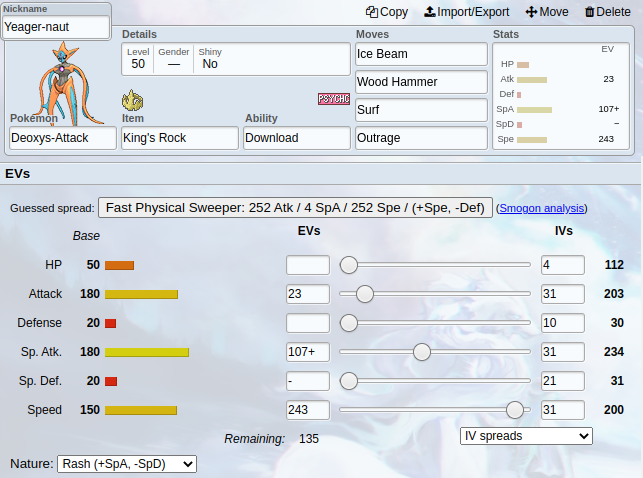 Nickname
Yeager-naut
Copy Import/Export Move Delete
Details
Level Gender Shiny
50 — No
PSYCHC
Pokémon Item Ability
Deoxys-Attack King's Rock Download
Moves
Ice Beam
Wood Hammer
Surf
Outrage
Stats
EV
HP
Atk 23
Def
SpA 107+
SpD −
Spe 243
EVs
Guessed spread: Fast Physical Sweeper: 252 Atk / 4 SpA / 252 Spe / (+Spe, -Def) (Smogon analysis)
Base EVs IVs
HP 50 4 112
Attack 180 23 31 203
Defense 20 10 30
Sp. Atk. 180 107+ 31 234
Sp. Def. 20 - 21 31
Speed 150 243 31 200
Remaining: 135 IV spreads
Nature: Rash (+SpA, -SpD)